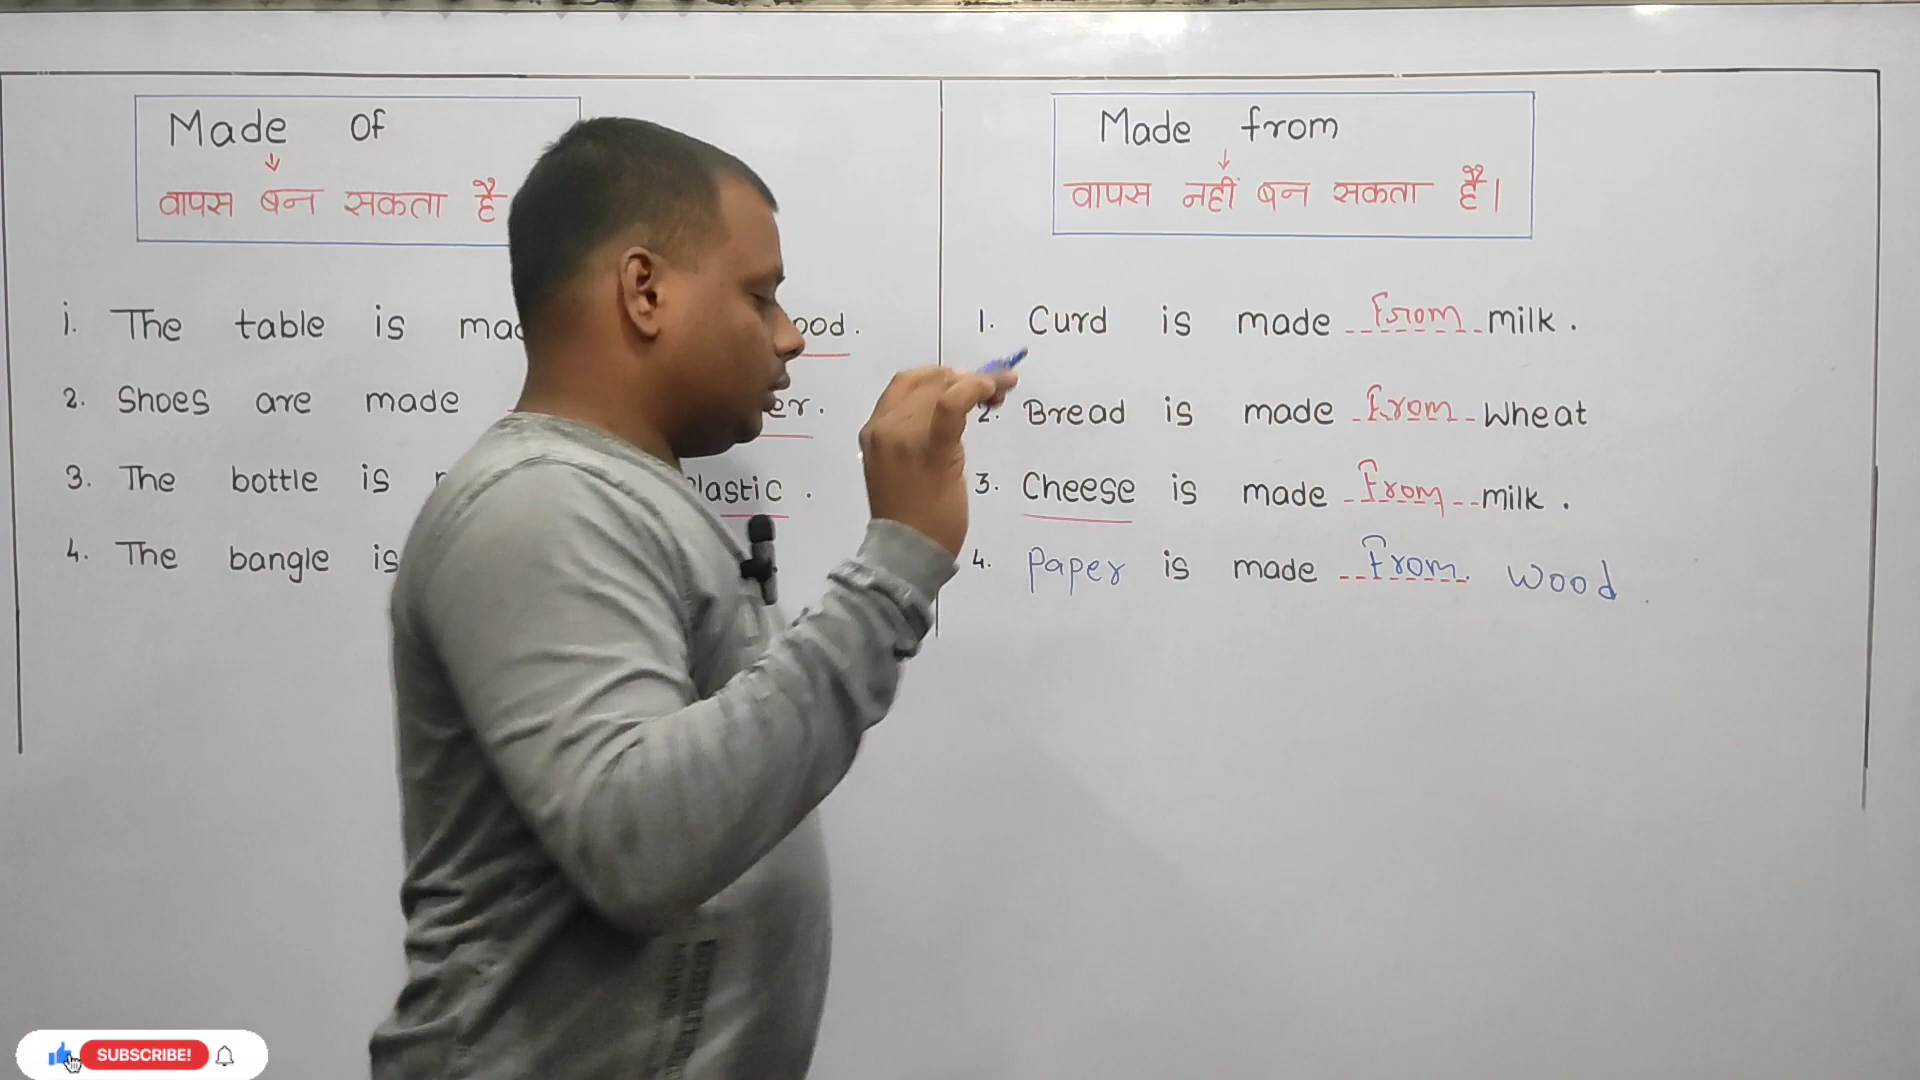 Made Of
वापस बन सकता है
i. The table is ood.
2. Shoes are made er.
3. The bottle is lastic.
4. The bangle is
Made from
वापस नहीं बन सकता है।
1. Curd is made from milk.
2. Bread is made from Wheat
3. Cheese is made from milk.
4. Paper is made from wood.
SUBSCRIBE!